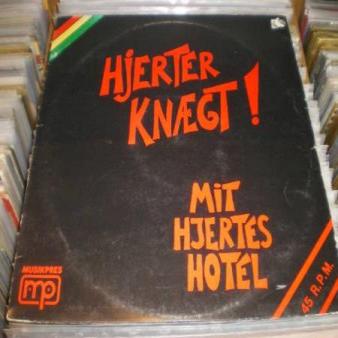 HJERTER
KNÆGT!
MIT
HJERTES
HOTEL
MUSIKPRES
mp
45 R.P.M.